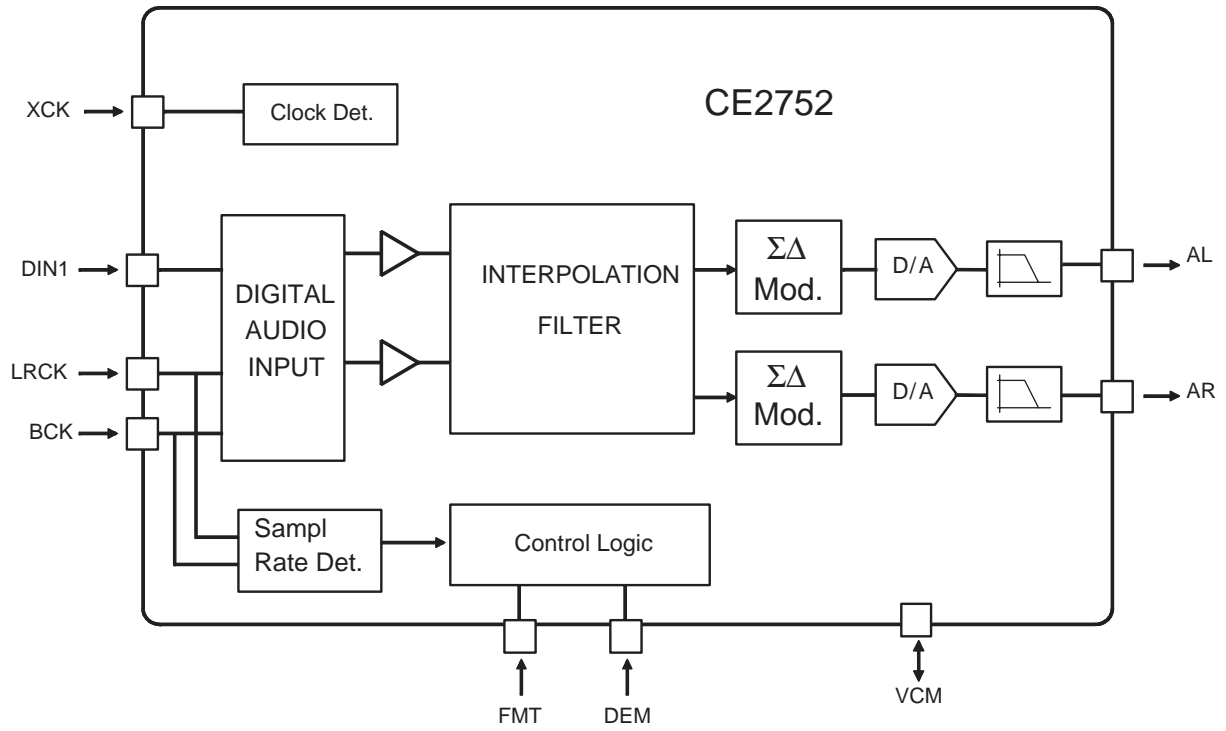 CE2752
XCK
Clock Det.
DIN1
LRCK
BCK
DIGITAL
AUDIO
INPUT
INTERPOLATION
FILTER
ΣΔ
Mod.
D/A
AL
ΣΔ
Mod.
D/A
AR
Sampl
Rate Det.
Control Logic
FMT
DEM
VCM